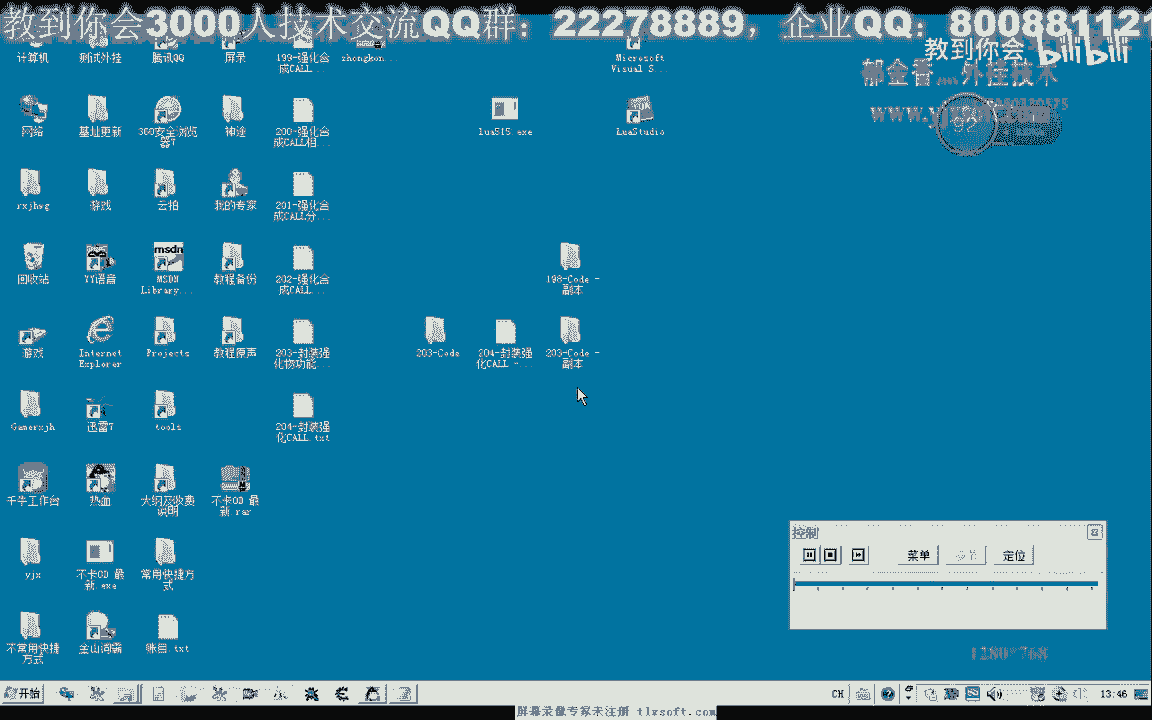 教到你会3000人技术交流QQ群：22278889，企业QQ：80088112
教到你会
bilibili
郁金香
外挂技术
计算机
测试外挂
腾讯QQ
屏录
199-强化合成CALL...
zhongkon...
Microsoft
Visual S...
网络
基址更新
360安全浏览
器7
神途
200-强化合
成CALL相...
Lua515.exe
LuaStudio
92%
rxjhwg
游戏
云拍
我的专家
201-强化合
成CALL分...
回收站
YY语音
msdn
MSDN
Library...
教程备份
202-强化合
成CALL...
198-Code -
副本
游戏
Internet
Explorer
Projects
教程原声
203-封装强
化物功能...
203-Code
204-封装强
化CALL -...
203-Code -
副本
Gamerxjh
迅雷7
tools
204-封装强
化CALL.txt
千牛工作台
热血
大纲及收费
说明
不卡OD 最
新.rar
yjx
不卡OD 最
新.exe
常用快捷方
式
不常用快捷
方式
金山词霸
账目.txt
控制
菜单
步节
定位
1280*768
开始
CH
13:46
屏幕录像专家未注册 tlxsoft.com